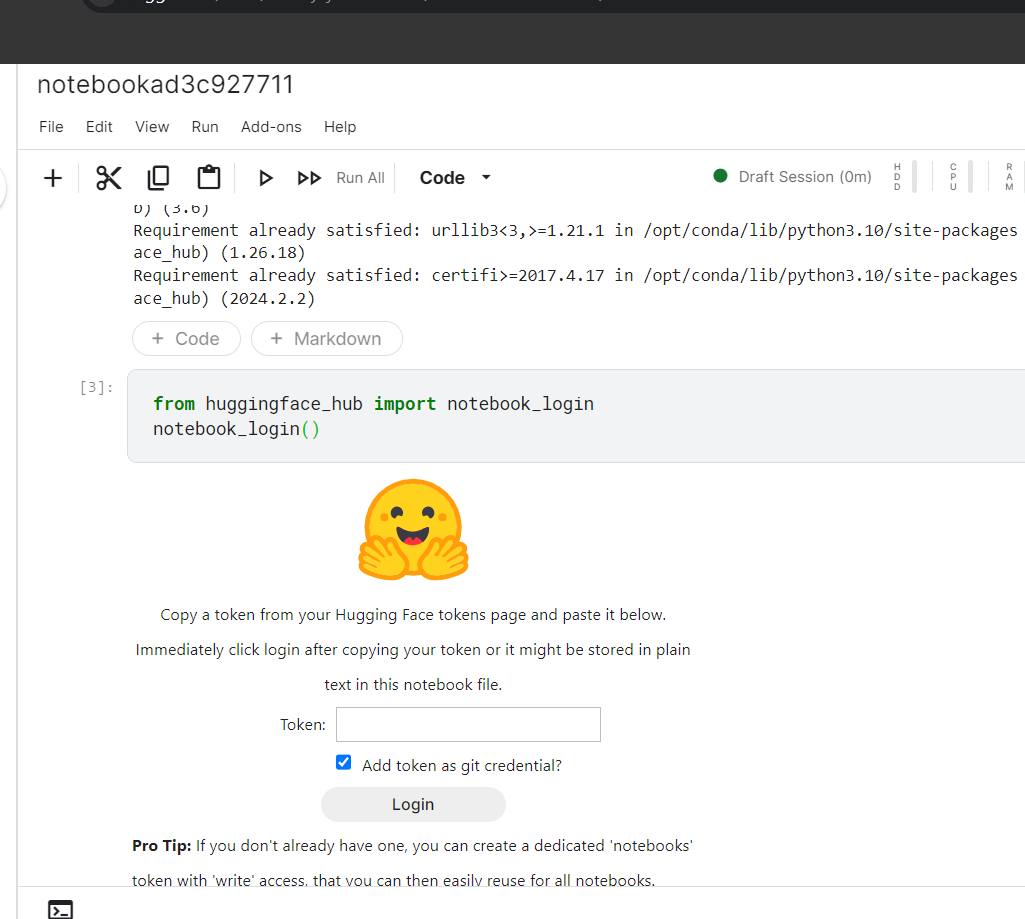 notebookad3c927711
File Edit View Run Add-ons Help
Run All Code Draft Session (0m) HDD CPU RAM
b) (3.6)
Requirement already satisfied: urllib3<3,>=1.21.1 in /opt/conda/lib/python3.10/site-packages
ace_hub) (1.26.18)
Requirement already satisfied: certifi>=2017.4.17 in /opt/conda/lib/python3.10/site-packages
ace_hub) (2024.2.2)
+ Code + Markdown
[3]:
from huggingface_hub import notebook_login
notebook_login()
Copy a token from your Hugging Face tokens page and paste it below.
Immediately click login after copying your token or it might be stored in plain
text in this notebook file.
Token:
Add token as git credential?
Login
Pro Tip: If you don't already have one, you can create a dedicated 'notebooks'
token with 'write' access, that you can then easily reuse for all notebooks.